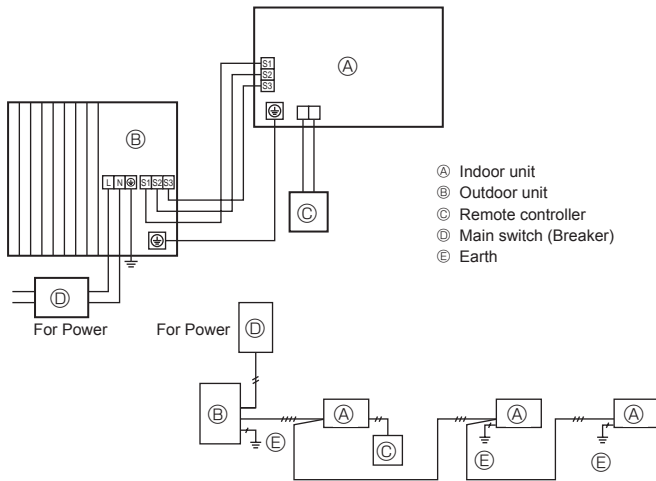 S1
S2
S3
Ⓐ
Ⓑ
L N S1 S2 S3
Ⓒ
Ⓐ Indoor unit
Ⓑ Outdoor unit
Ⓒ Remote controller
Ⓓ Main switch (Breaker)
Ⓔ Earth
Ⓓ
For Power
For Power Ⓓ
Ⓑ Ⓐ Ⓐ Ⓐ
Ⓔ Ⓒ Ⓔ Ⓔ